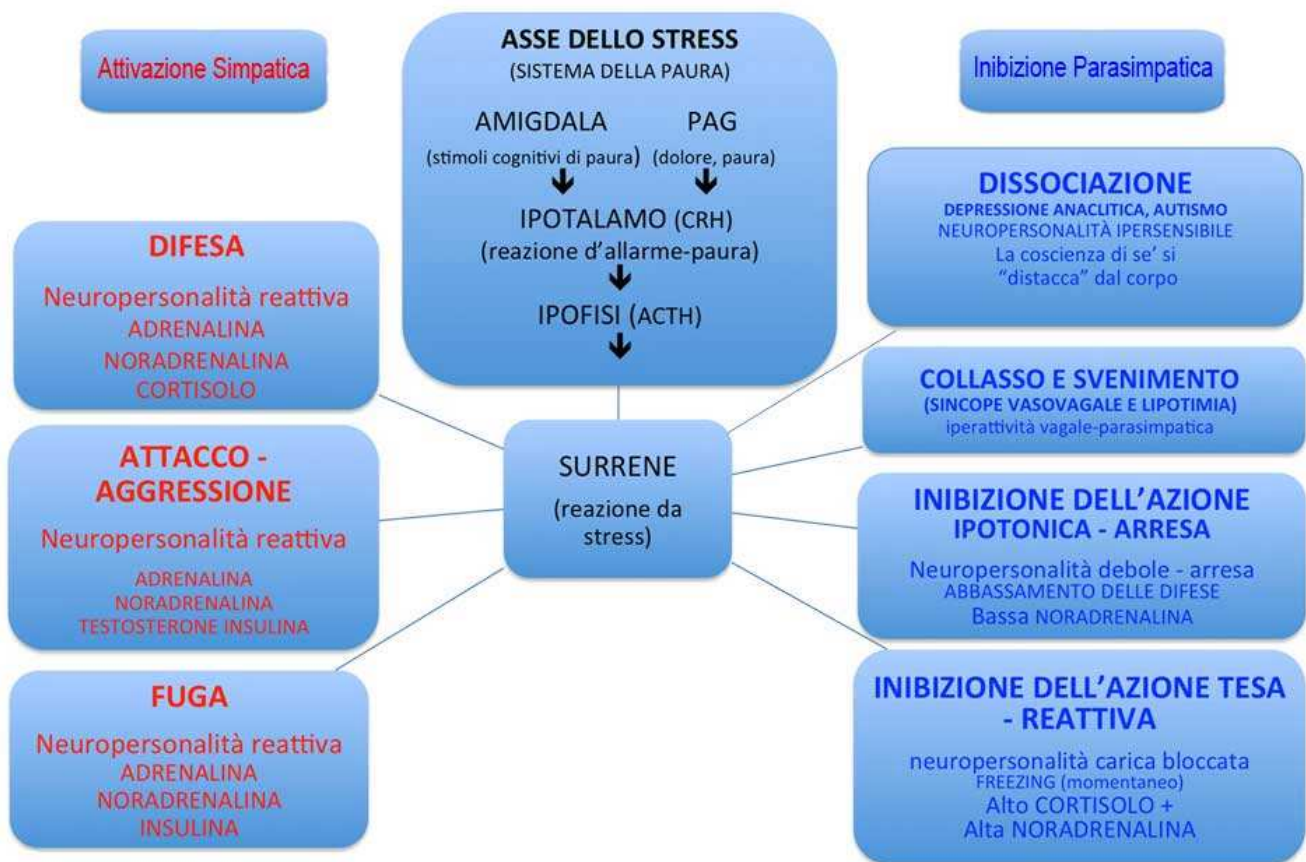 Attivazione Simpatica
ASSE DELLO STRESS
(SISTEMA DELLA PAURA)
AMIGDALA PAG
(stimoli cognitivi di paura) (dolore, paura)
IPOTALAMO (CRH)
(reazione d'allarme-paura)
IPOFISI (ACTH)
Inibizione Parasimpatica
DIFESA
Neuropersonalità reattiva
ADRENALINA
NORADRENALINA
CORTISOLO
ATTACCO -
AGGRESSIONE
Neuropersonalità reattiva
ADRENALINA
NORADRENALINA
TESTOSTERONE INSULINA
FUGA
Neuropersonalità reattiva
ADRENALINA
NORADRENALINA
INSULINA
SURRENE
(reazione da
stress)
DISSOCIAZIONE
DEPRESSIONE ANACLITICA, AUTISMO
NEUROPERSONALITÀ IPERSENSIBILE
La coscienza di se' si
"distacca" dal corpo
COLLASSO E SVENIMENTO
(SINCOPE VASOVAGALE E LIPOTIMIA)
iperattività vagale-parasimpatica
INIBIZIONE DELL'AZIONE
IPOTONICA - ARRESA
Neuropersonalità debole - arresa
ABBASSAMENTO DELLE DIFESE
Bassa NORADRENALINA
INIBIZIONE DELL'AZIONE TESA
- REATTIVA
neuropersonalità carica bloccata
FREEZING (momentaneo)
Alto CORTISOLO +
Alta NORADRENALINA